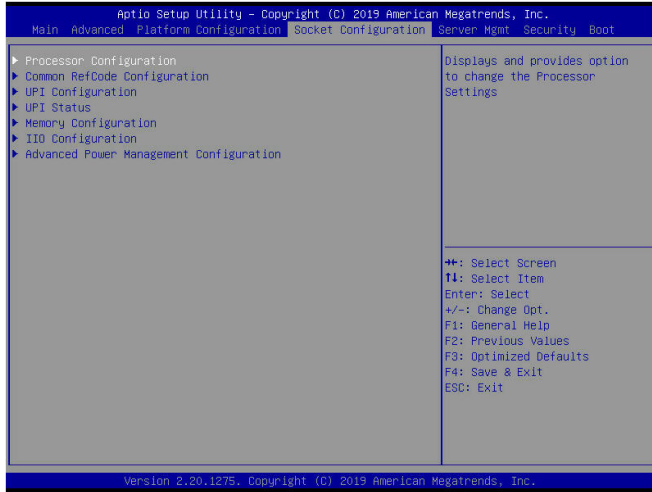 Aptio Setup Utility – Copyright (C) 2019 American Megatrends, Inc.
Main Advanced Platform Configuration Socket Configuration Server Mgmt Security Boot
Processor Configuration
Common RefCode Configuration
UPI Configuration
UPI Status
Memory Configuration
IIO Configuration
Advanced Power Management Configuration
Displays and provides option
to change the Processor
Settings
→←: Select Screen
↑↓: Select Item
Enter: Select
+/-: Change Opt.
F1: General Help
F2: Previous Values
F3: Optimized Defaults
F4: Save & Exit
ESC: Exit
Version 2.20.1275. Copyright (C) 2019 American Megatrends, Inc.